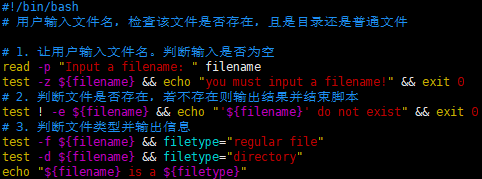 #!/bin/bash
# 用户输入文件名，检查该文件是否存在，且是目录还是普通文件
# 1. 让用户输入文件名。判断输入是否为空
read -p "Input a filename: " filename
test -z ${filename} && echo "you must input a filename!" && exit 0
# 2. 判断文件是否存在，若不存在则输出结果并结束脚本
test ! -e ${filename} && echo "'${filename}' do not exist" && exit 0
# 3. 判断文件类型并输出信息
test -f ${filename} && filetype="regular file"
test -d ${filename} && filetype="directory"
echo "${filename} is a ${filetype}"